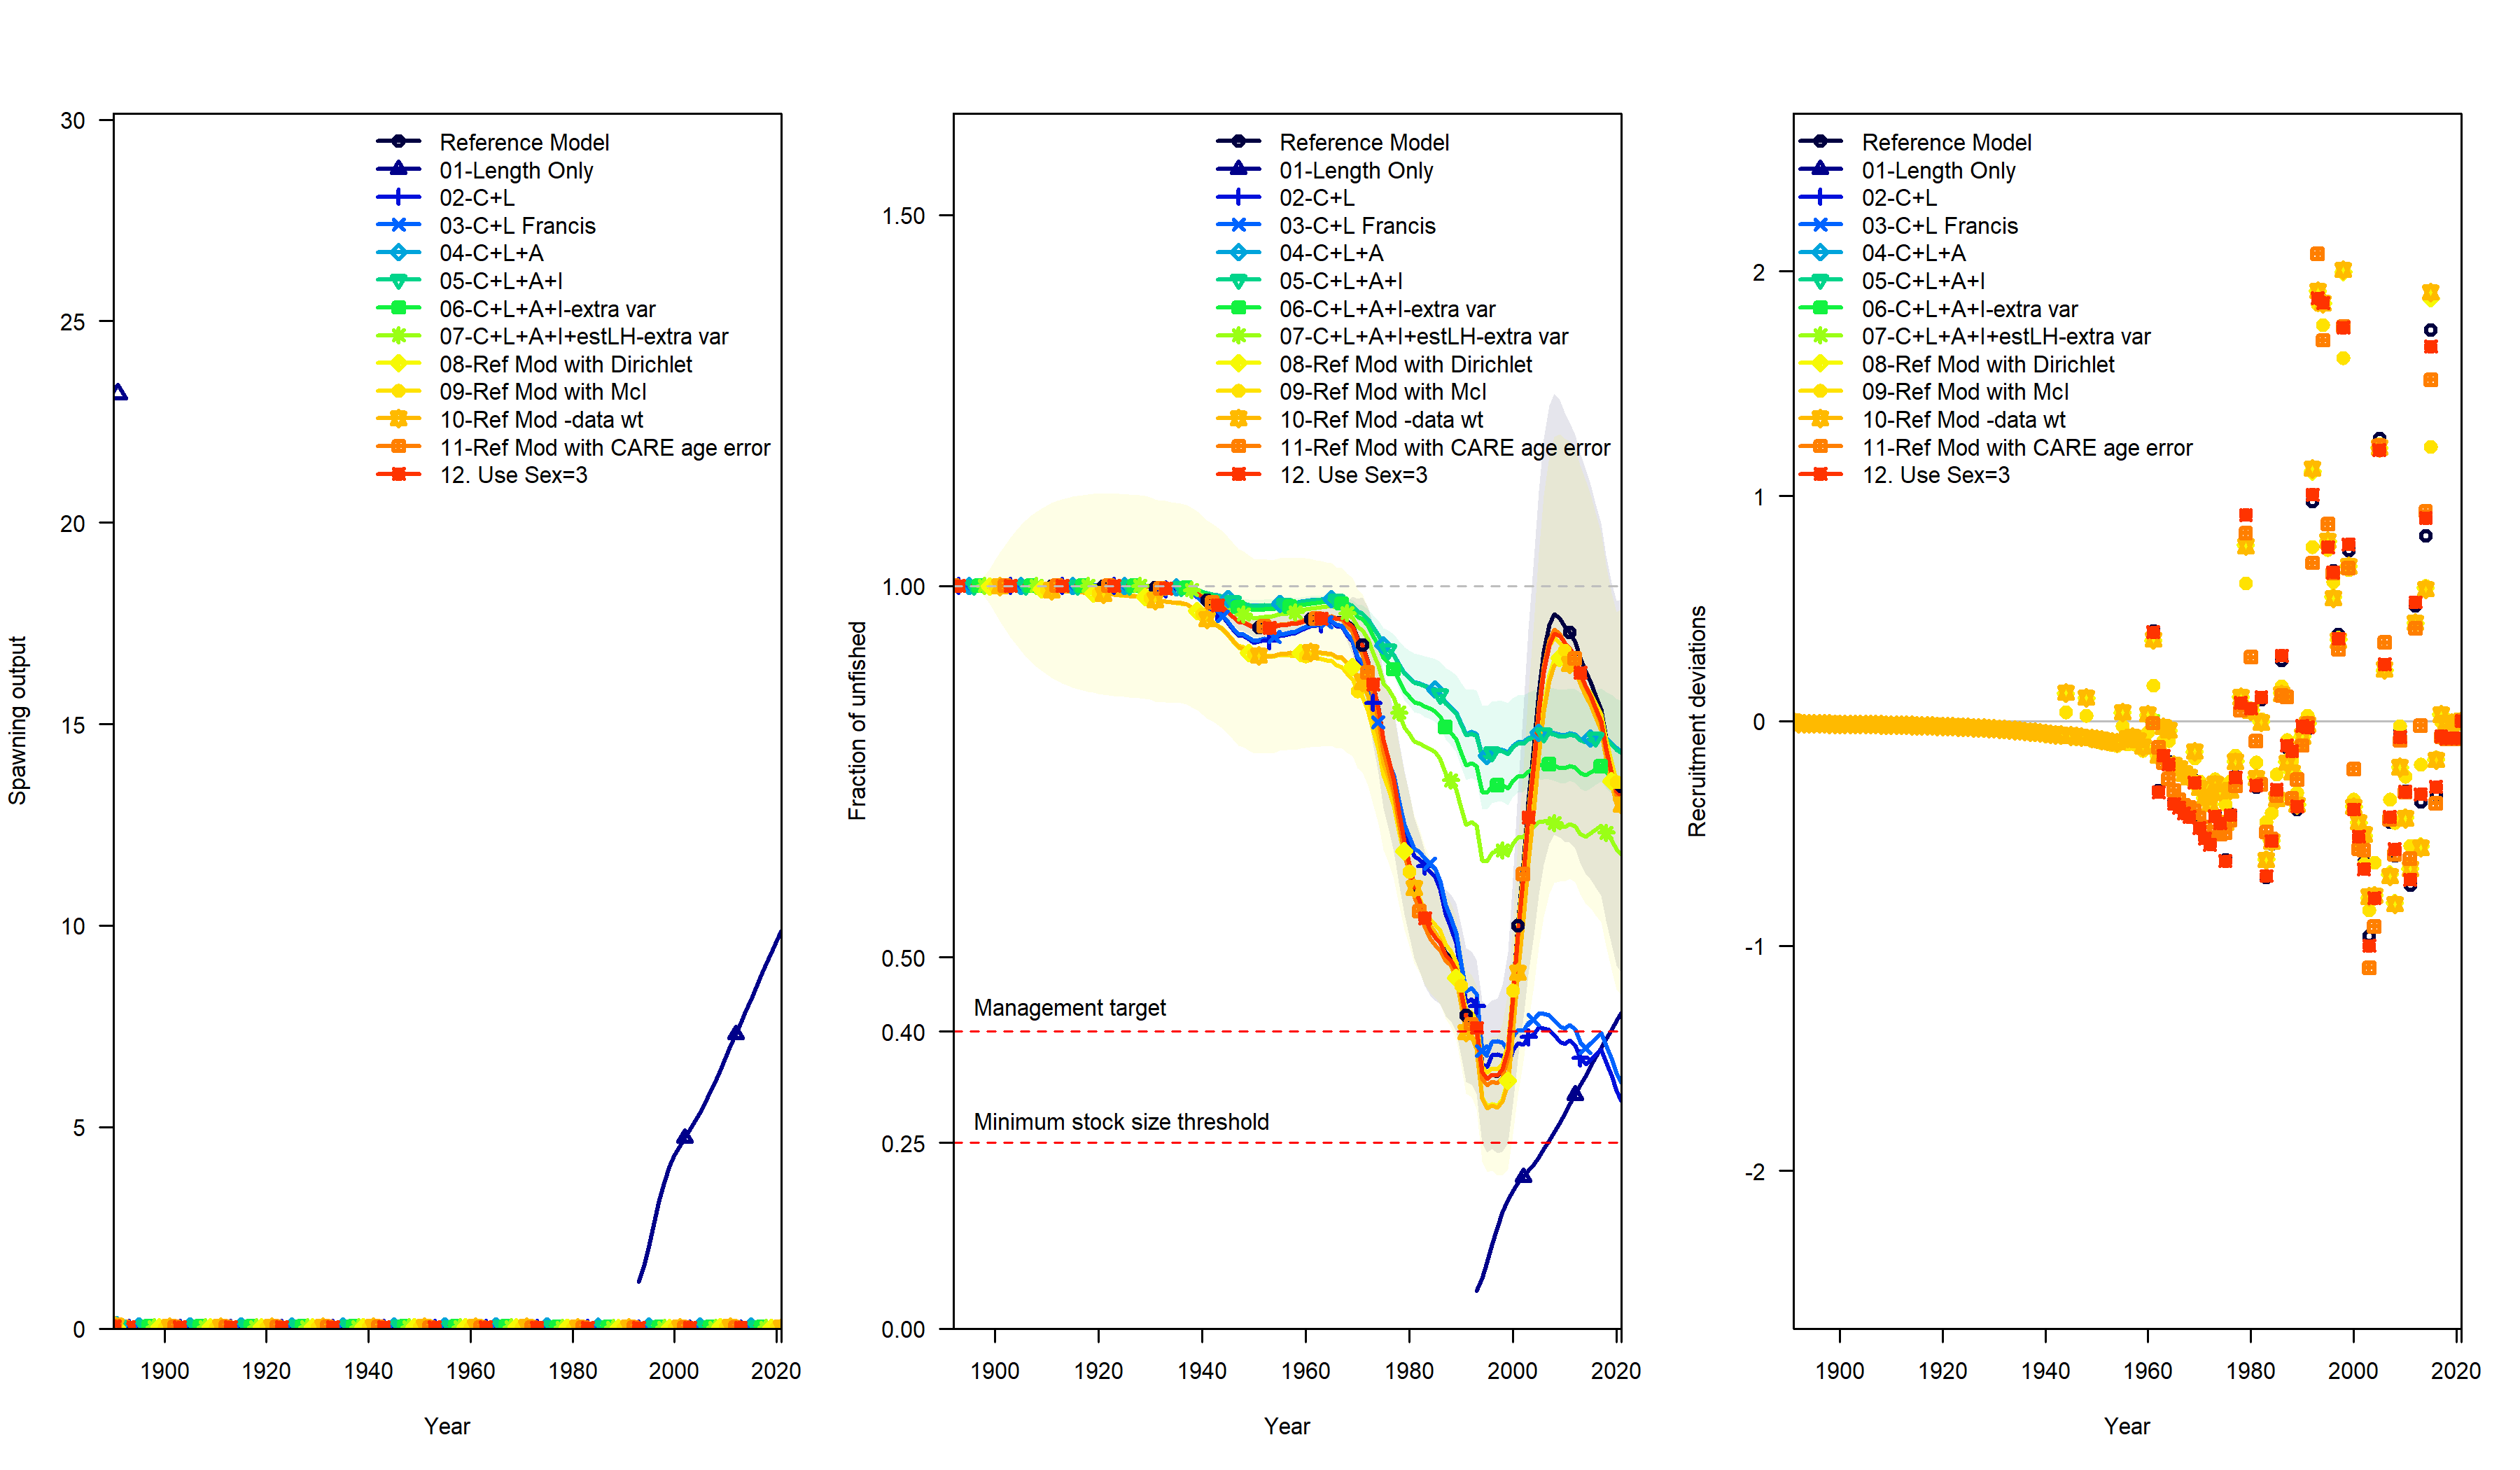 Spawning output
30
25
20
15
10
5
0
Reference Model
01-Length Only
02-C+L
03-C+L Francis
04-C+L+A
05-C+L+A+I
06-C+L+A+I-extra var
07-C+L+A+I+estLH-extra var
08-Ref Mod with Dirichlet
09-Ref Mod with McI
10-Ref Mod -data wt
11-Ref Mod with CARE age error
12. Use Sex=3
1900 1920 1940 1960 1980 2000 2020
Year
Fraction of unfished
1.50
1.00
0.50
0.40
0.25
0.00
Reference Model
01-Length Only
02-C+L
03-C+L Francis
04-C+L+A
05-C+L+A+I
06-C+L+A+I-extra var
07-C+L+A+I+estLH-extra var
08-Ref Mod with Dirichlet
09-Ref Mod with McI
10-Ref Mod -data wt
11-Ref Mod with CARE age error
12. Use Sex=3
Management target
Minimum stock size threshold
1900 1920 1940 1960 1980 2000 2020
Year
Recruitment deviations
2
1
0
-1
-2
Reference Model
01-Length Only
02-C+L
03-C+L Francis
04-C+L+A
05-C+L+A+I
06-C+L+A+I-extra var
07-C+L+A+I+estLH-extra var
08-Ref Mod with Dirichlet
09-Ref Mod with McI
10-Ref Mod -data wt
11-Ref Mod with CARE age error
12. Use Sex=3
1900 1920 1940 1960 1980 2000 2020
Year